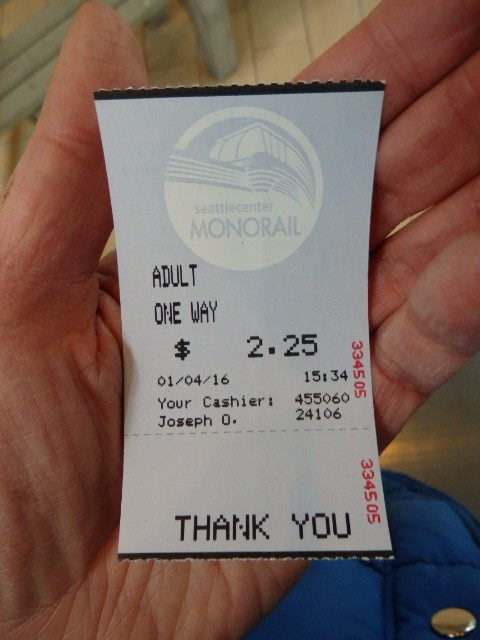 seattlecenter
MONORAIL
ADULT
ONE WAY
$ 2.25
01/04/16 15:34
Your Cashier: 455060
Joseph O. 24106
334505
334505
THANK YOU